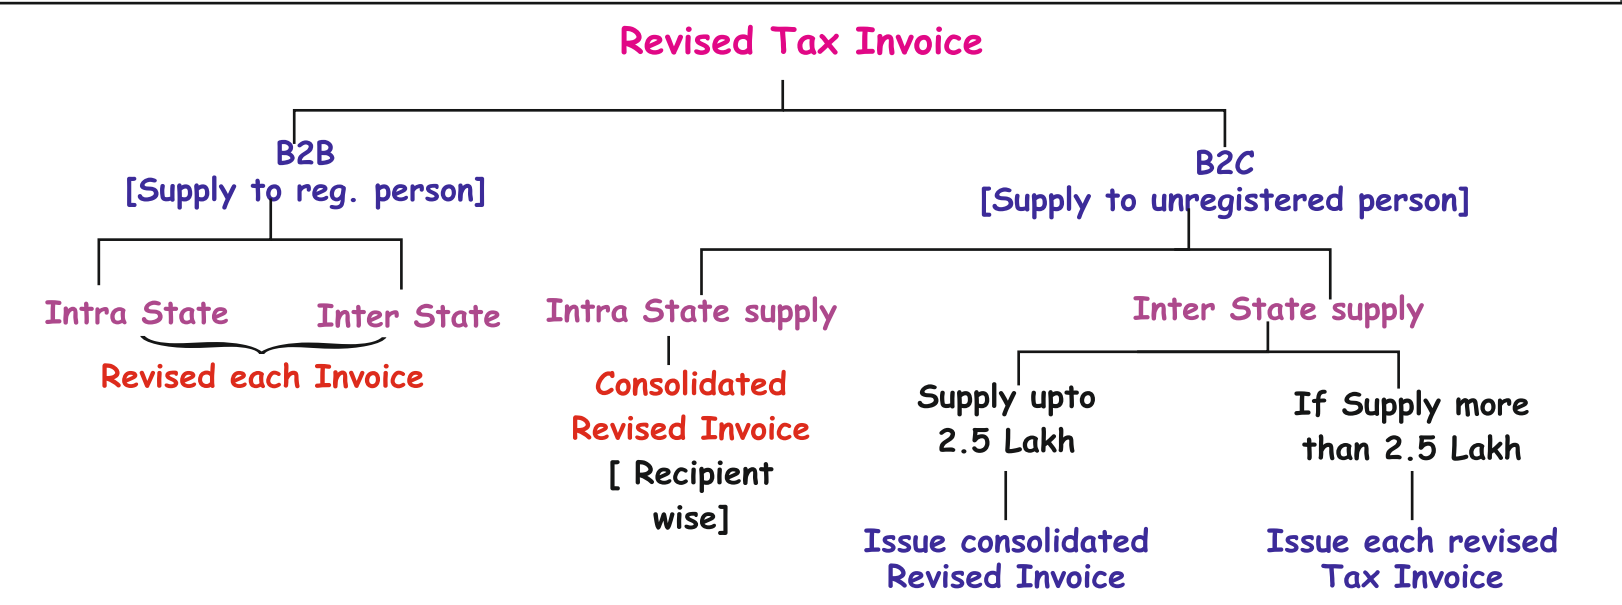 Revised Tax Invoice
B2B
[Supply to reg. person]
B2C
[Supply to unregistered person]
Intra State
Inter State
Revised each Invoice
Intra State supply
Consolidated
Revised Invoice
[ Recipient
wise]
Inter State supply
Supply upto
2.5 Lakh
Issue consolidated
Revised Invoice
If Supply more
than 2.5 Lakh
Issue each revised
Tax Invoice